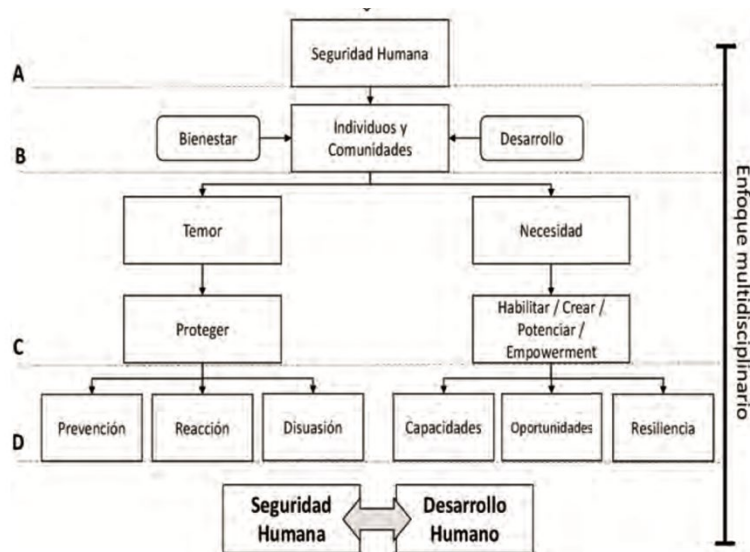 Seguridad Humana
A
Individuos y
Comunidades
Bienestar
Desarrollo
B
Temor
Necesidad
Proteger
Habilitar / Crear /
Potenciar /
Empowerment
C
Prevención
Reacción
Disuasión
Capacidades
Oportunidades
Resiliencia
D
Seguridad
Humana
Desarrollo
Humano
Enfoque multidisciplinario